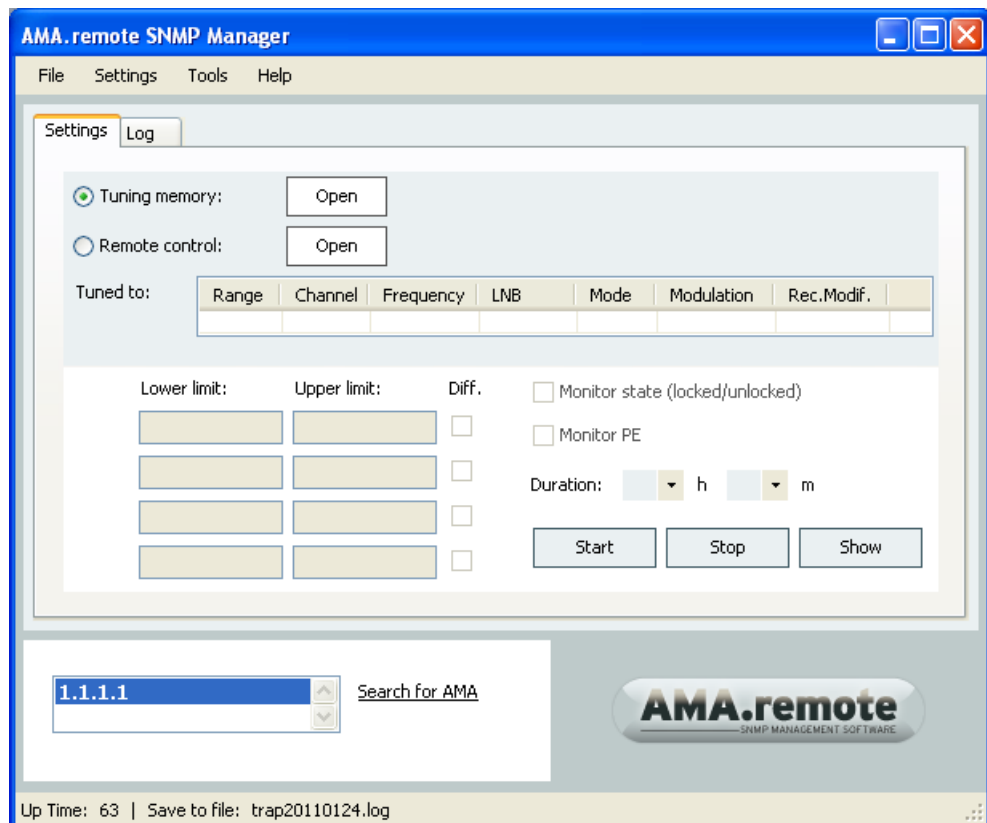 AMA.remote SNMP Manager
File Settings Tools Help
Settings Log
Tuning memory: Open
Remote control: Open
Tuned to: Range Channel Frequency LNB Mode Modulation Rec.Modif.
Lower limit: Upper limit: Diff.
Monitor state (locked/unlocked)
Monitor PE
Duration: h m
Start Stop Show
1.1.1.1 Search for AMA
AMA.remote
SNMP MANAGEMENT SOFTWARE
Up Time: 63 | Save to file: trap20110124.log